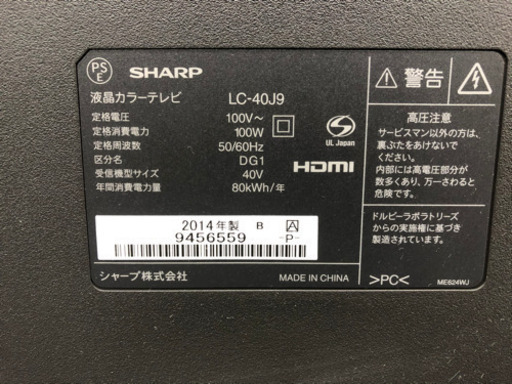 PS
E
SHARP
液晶カラーテレビ LC-40J9
定格電圧 100V~
定格消費電力 100W
定格周波数 50/60Hz
区分名 DG1
受信機型サイズ 40V
年間消費電力量 80kWh/年
UL Japan
HDMI
2014年製 B A
9456559 -P-
シャープ株式会社 MADE IN CHINA
警告
高圧注意
サービスマン以外の方は、
裏ぶたをあけないで
ください。
内部には高電圧部分が
数多くあり、万一さわると
危険です。
ドルビーラボラトリーズ
からの実施権に基づき
製造されています。
>PC< ME624WJ